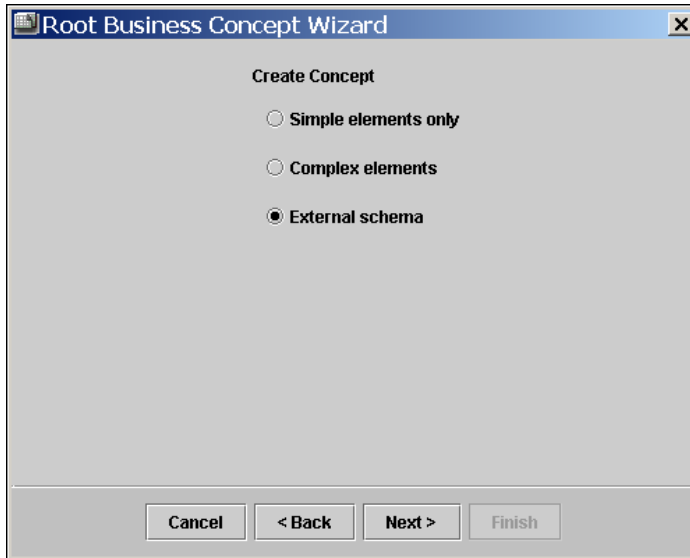 Root Business Concept Wizard
Create Concept
Simple elements only
Complex elements
External schema
Cancel
< Back
Next >
Finish